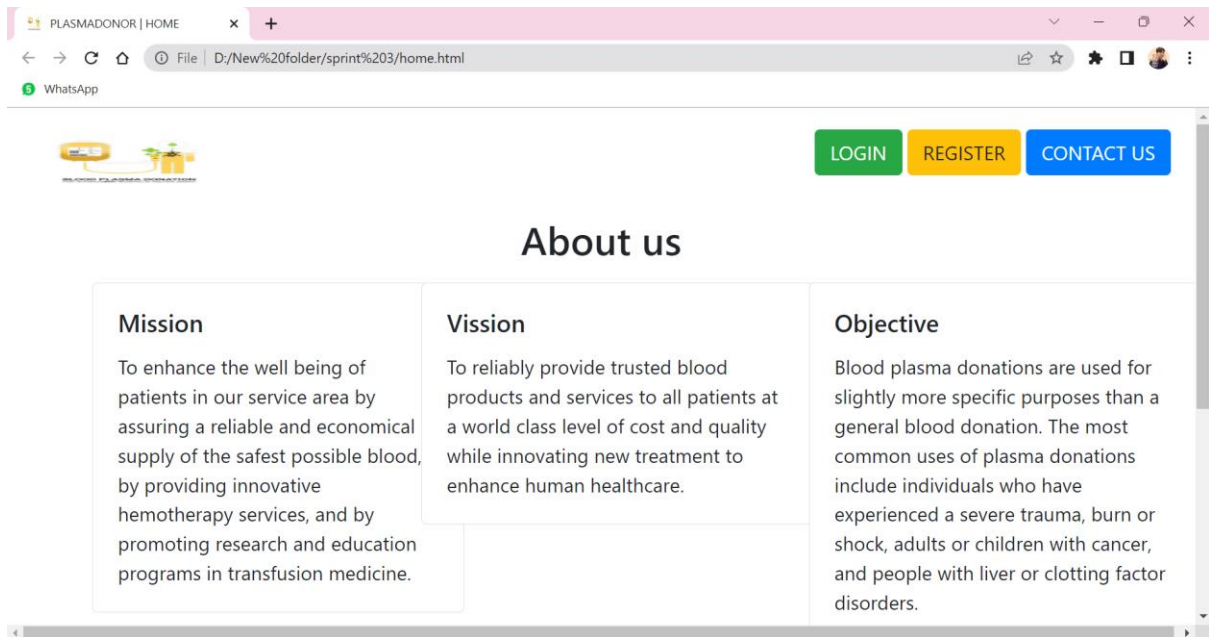 PLASMADONOR | HOME
File | D:/New%20folder/sprint%203/home.html
WhatsApp
BLOOD PLASMA DONATION
LOGIN REGISTER CONTACT US
About us
Mission
To enhance the well being of
patients in our service area by
assuring a reliable and economical
supply of the safest possible blood,
by providing innovative
hemotherapy services, and by
promoting research and education
programs in transfusion medicine.
Vission
To reliably provide trusted blood
products and services to all patients at
a world class level of cost and quality
while innovating new treatment to
enhance human healthcare.
Objective
Blood plasma donations are used for
slightly more specific purposes than a
general blood donation. The most
common uses of plasma donations
include individuals who have
experienced a severe trauma, burn or
shock, adults or children with cancer,
and people with liver or clotting factor
disorders.